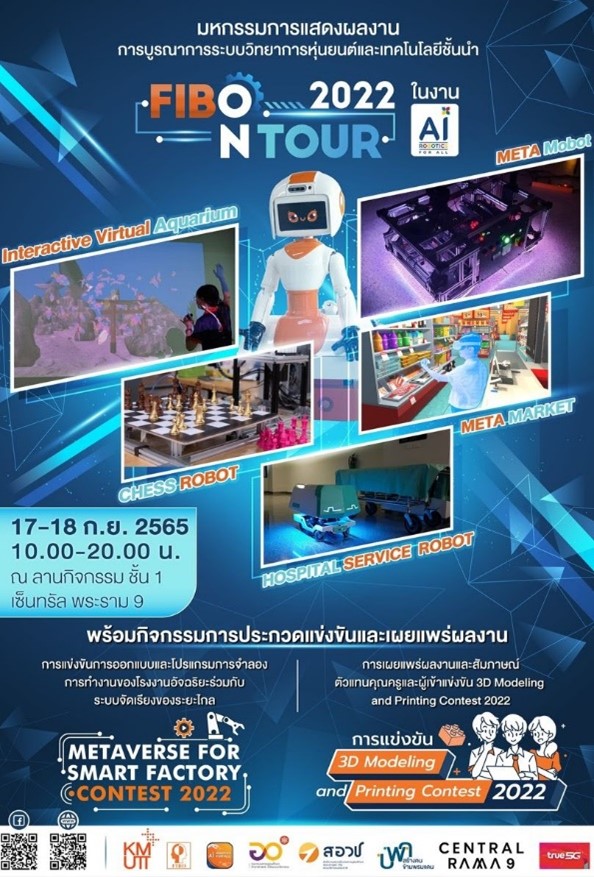 มหกรรมการแสดงผลงาน
การบูรณาการระบบวิทยาการหุ่นยนต์และเทคโนโลยีชั้นนำ
FIBO 2022 ในงาน
N TOUR
AI
ROBOTICS
FOR ALL
META Mobot
Interactive Virtual Aquarium
META MARKET
CHESS ROBOT
HOSPITAL SERVICE ROBOT
17-18 ก.ย. 2565
10.00-20.00 น.
ณ ลานกิจกรรม ชั้น 1
เซ็นทรัล พระราม 9
พร้อมกิจกรรมการประกวดแข่งขันและเผยแพร่ผลงาน
การแข่งขันการออกแบบและโปรแกรมการจำลอง
การทำงานของโรงงานอัจฉริยะร่วมกับ
ระบบจัดเรียงของระยะไกล
การเผยแพร่ผลงานและสัมภาษณ์
ตัวแทนคุณครูและผู้เข้าแข่งขัน 3D Modeling
and Printing Contest 2022
METAVERSE FOR
SMART FACTORY
CONTEST 2022
การแข่งขัน
3D Modeling
and Printing Contest 2022
KM
UTT
สอวช
CENTRAL
RAMA 9
true 5G